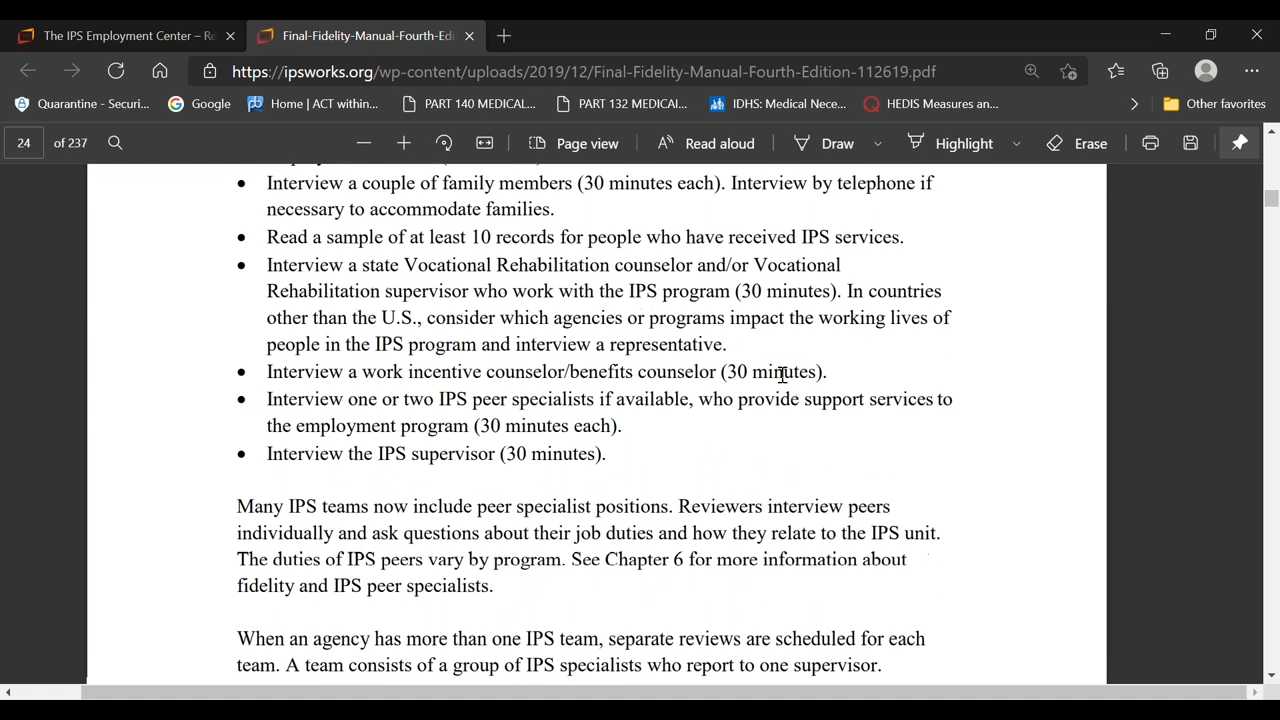 The IPS Employment Center – Re
Final-Fidelity-Manual-Fourth-Edi
https://ipsworks.org/wp-content/uploads/2019/12/Final-Fidelity-Manual-Fourth-Edition-112619.pdf
Quarantine - Securi...
Google
Home | ACT within...
PART 140 MEDICAL...
PART 132 MEDICAL...
IDHS: Medical Nece...
HEDIS Measures an...
Other favorites
24 of 237
Page view
Read aloud
Draw
Highlight
Erase
• Interview a couple of family members (30 minutes each). Interview by telephone if
necessary to accommodate families.
• Read a sample of at least 10 records for people who have received IPS services.
• Interview a state Vocational Rehabilitation counselor and/or Vocational
Rehabilitation supervisor who work with the IPS program (30 minutes). In countries
other than the U.S., consider which agencies or programs impact the working lives of
people in the IPS program and interview a representative.
• Interview a work incentive counselor/benefits counselor (30 minutes).
• Interview one or two IPS peer specialists if available, who provide support services to
the employment program (30 minutes each).
• Interview the IPS supervisor (30 minutes).
Many IPS teams now include peer specialist positions. Reviewers interview peers
individually and ask questions about their job duties and how they relate to the IPS unit.
The duties of IPS peers vary by program. See Chapter 6 for more information about
fidelity and IPS peer specialists.
When an agency has more than one IPS team, separate reviews are scheduled for each
team. A team consists of a group of IPS specialists who report to one supervisor.